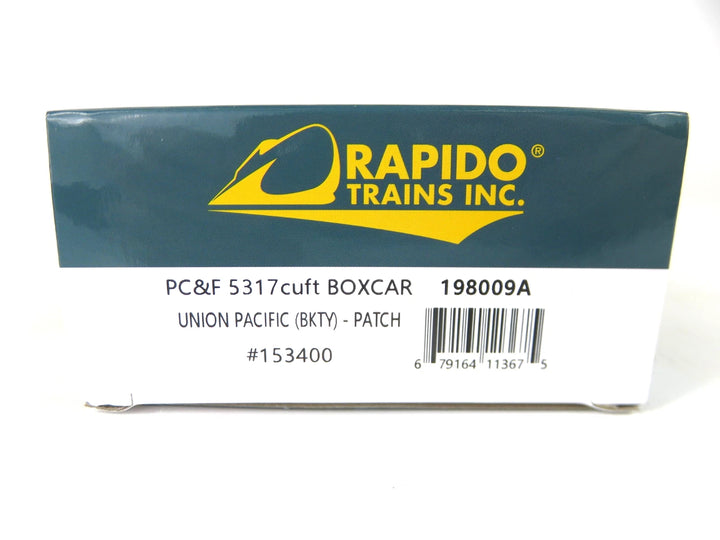 RAPIDO®
TRAINS INC.
PC&F 5317cuft BOXCAR 198009A
UNION PACIFIC (BKTY) - PATCH
#153400
6 79164 11367 5